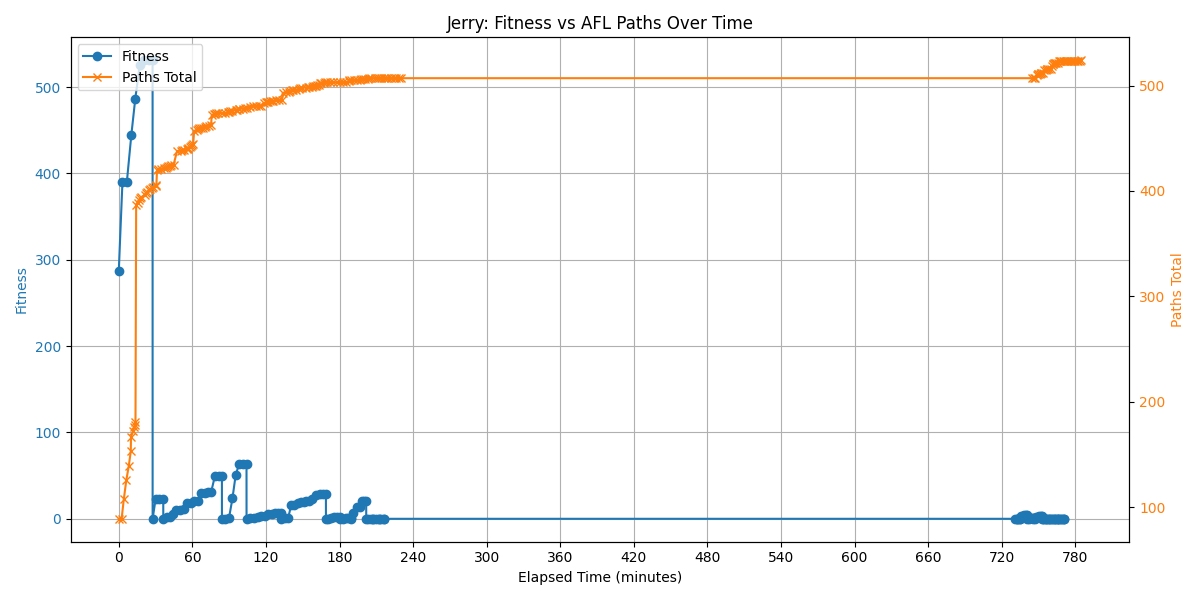 Jerry: Fitness vs AFL Paths Over Time
Fitness
Paths Total
500
400
300
200
100
0
Fitness
500
400
300
200
100
Paths Total
0 60 120 180 240 300 360 420 480 540 600 660 720 780
Elapsed Time (minutes)